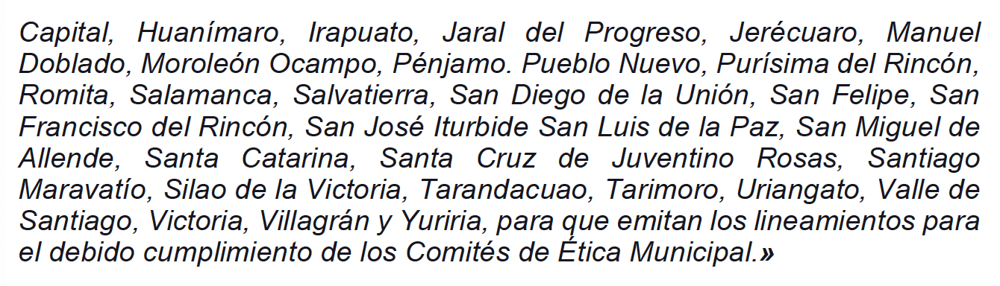 Capital, Huanímaro, Irapuato, Jaral del Progreso, Jerécuaro, Manuel
Doblado, Moroleón Ocampo, Pénjamo. Pueblo Nuevo, Purísima del Rincón,
Romita, Salamanca, Salvatierra, San Diego de la Unión, San Felipe, San
Francisco del Rincón, San José Iturbide San Luis de la Paz, San Miguel de
Allende, Santa Catarina, Santa Cruz de Juventino Rosas, Santiago
Maravatío, Silao de la Victoria, Tarandacuao, Tarimoro, Uriangato, Valle de
Santiago, Victoria, Villagrán y Yuriria, para que emitan los lineamientos para
el debido cumplimiento de los Comités de Ética Municipal.»